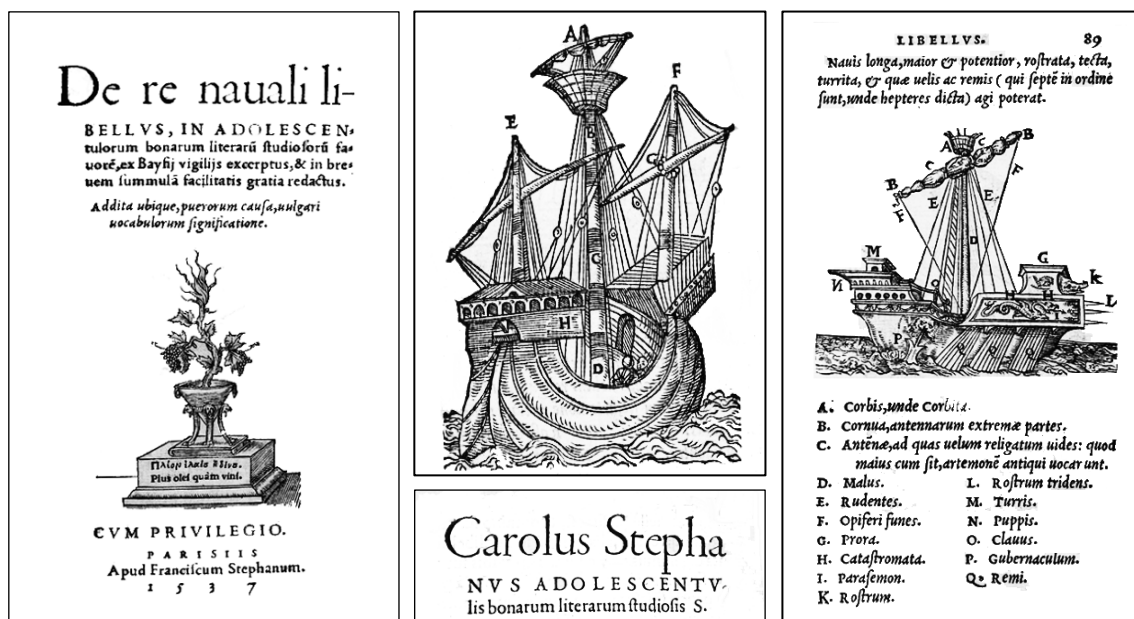 De re nauali li-
BELLVS, IN ADOLESCEN-
tulorum bonarum literarũ ſtudioſorũ fa-
uorẽ, ex Bayfij vigilijs excerptus, & in bre-
uem ſummulã facilitatis gratia redactus.
Addita ubique, puerorum cauſa, uulgari
uocabulorum ſignificatione.
Plus olei quàm vini.
CVM PRIVILEGIO.
PARISIIS
Apud Franciſcum Stephanum.
1 5 3 7
A
F
E
B
G
C
H
D
Carolus Stepha
NVS ADOLESCENTV-
lis bonarum literarum ſtudioſis S.
LIBELLVS. 89
Nauis longa, maior & potentior, roſtrata, tecta,
turrita, & quæ uelis ac remis ( qui ſeptẽ in ordine
ſunt, unde hepteres dicta) agi poterat.
A C B
C F
B E E
F D
M G K
N H H I L
P
A. Corbis, unde Corbita.
B. Cornua, antennarum extremæ partes.
C. Antẽnæ, ad quas uelum religatum uides: quod
maius cum ſit, artemonẽ antiqui uocarunt.
D. Malus. L. Roſtrum tridens.
E. Rudentes. M. Turris.
F. Opiferi funes. N. Puppis.
G. Prora. O. Clauus.
H. Cataſtromata. P. Gubernaculum.
I. Paraſemon. Q. Remi.
K. Roſtrum.